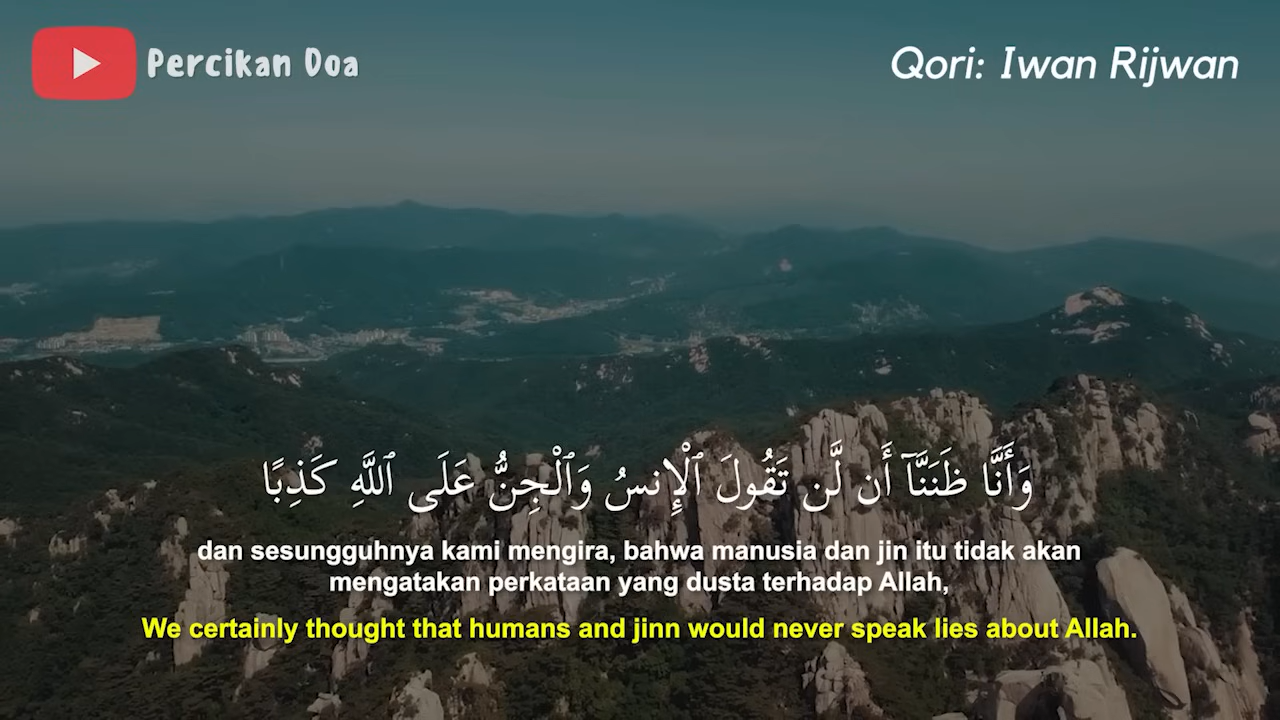 Percikan Doa
Qori: Iwan Rijwan
وَأَنَّا ظَنَنَّآ أَن لَّن تَقُولَ ٱلْإِنسُ وَٱلْجِنُّ عَلَى ٱللَّهِ كَذِبًا
dan sesungguhnya kami mengira, bahwa manusia dan jin itu tidak akan
mengatakan perkataan yang dusta terhadap Allah,
We certainly thought that humans and jinn would never speak lies about Allah.